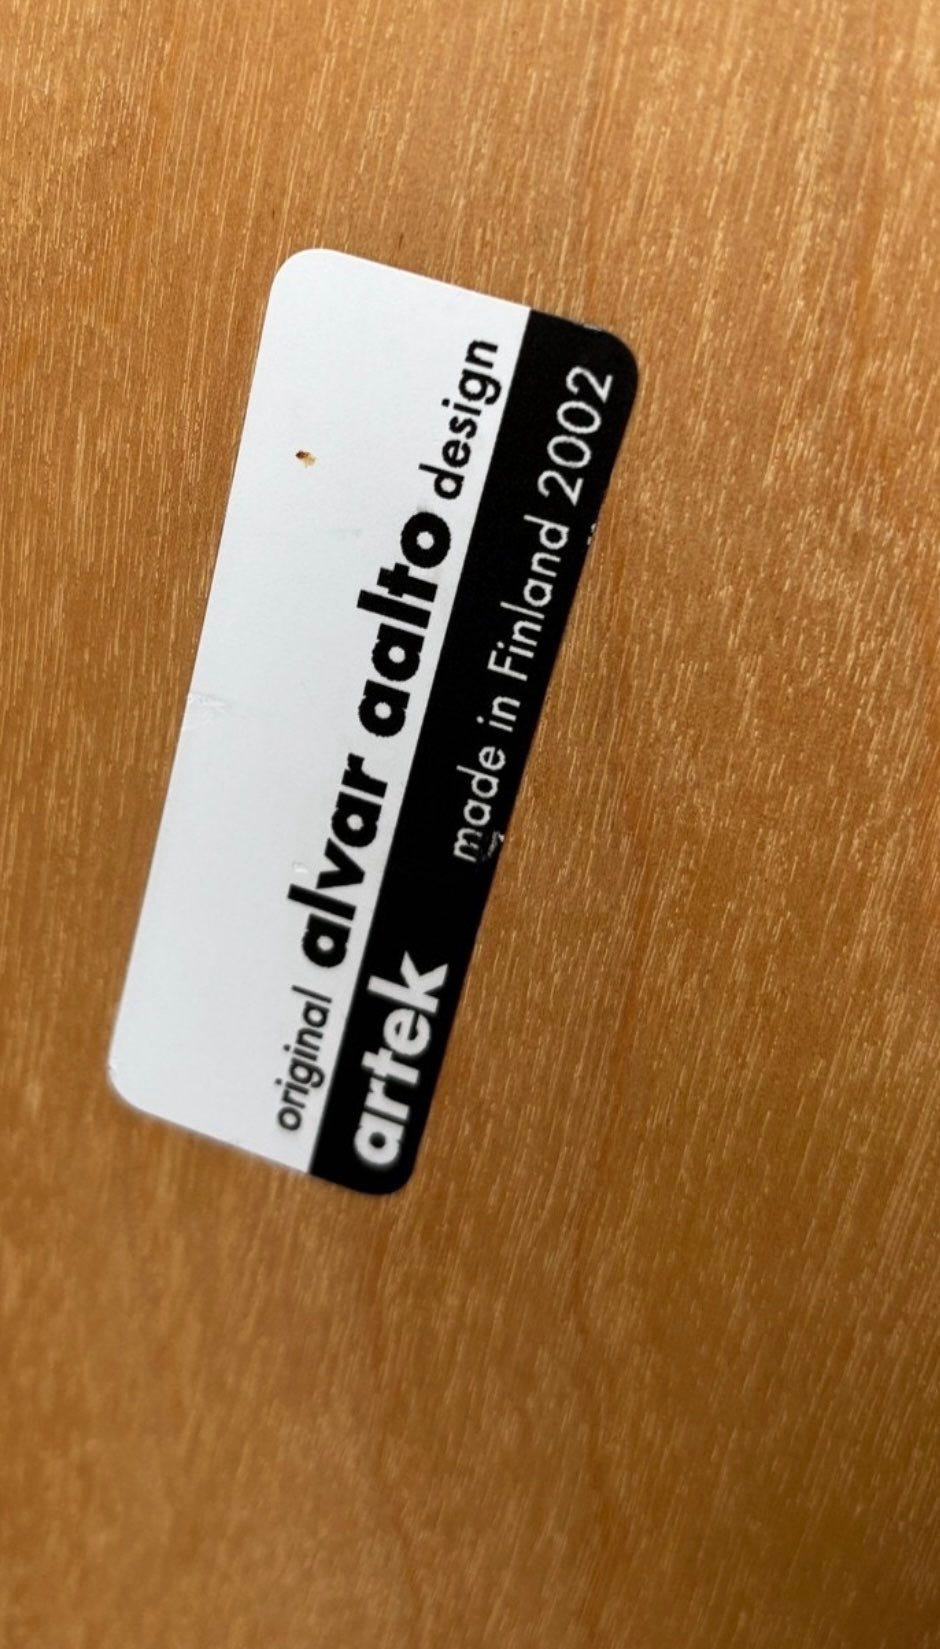 original alvar aalto design
artek made in Finland 2002